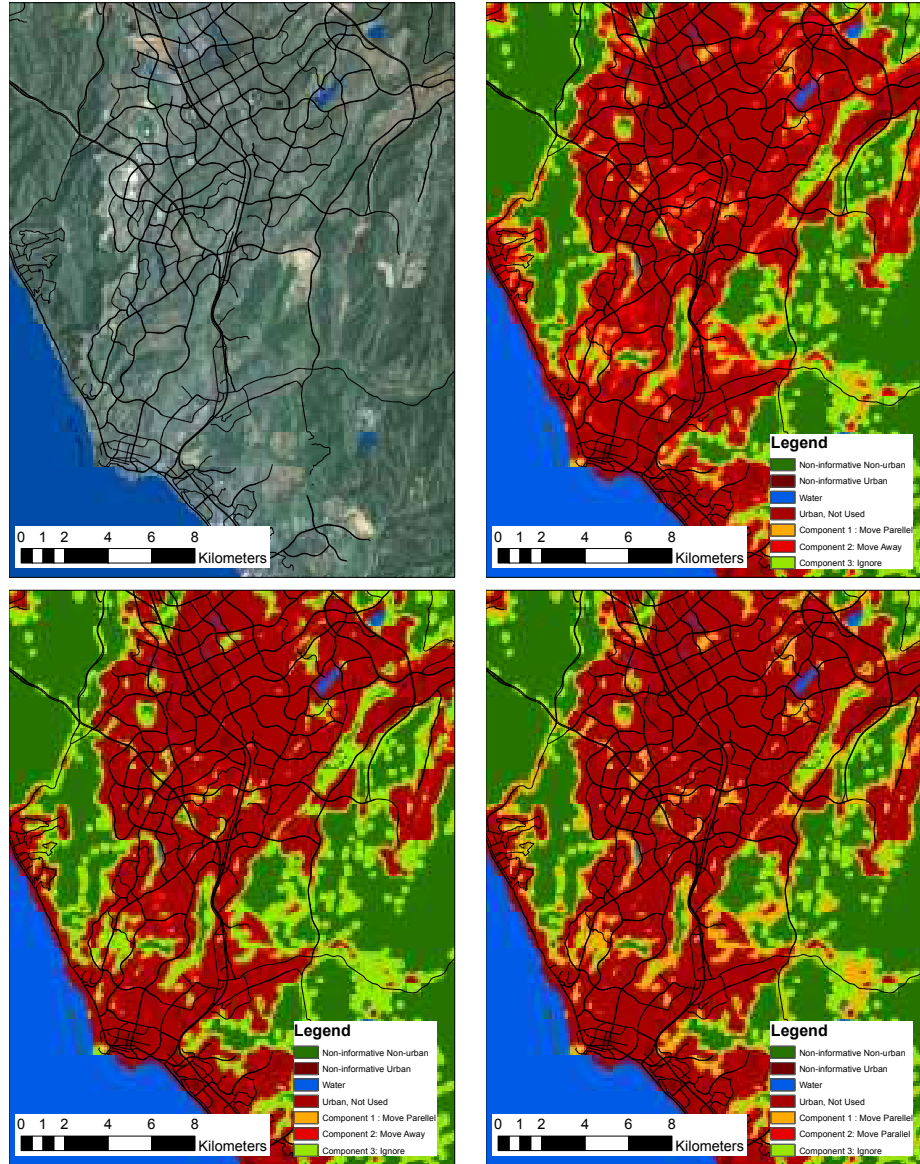 0 1 2 4 6 8
Kilometers
Legend
Non-informative Non-urban
Non-informative Urban
Water
Urban, Not Used
Component 1 : Move Parellel
Component 2: Move Away
Component 3: Ignore
0 1 2 4 6 8
Kilometers
Legend
Non-informative Non-urban
Non-informative Urban
Water
Urban, Not Used
Component 1 : Move Parellel
Component 2: Move Away
Component 3: Ignore
0 1 2 4 6 8
Kilometers
Legend
Non-informative Non-urban
Non-informative Urban
Water
Urban, Not Used
Component 1 : Move Parellel
Component 2: Move Parallel
Component 3: Ignore
0 1 2 4 6 8
Kilometers